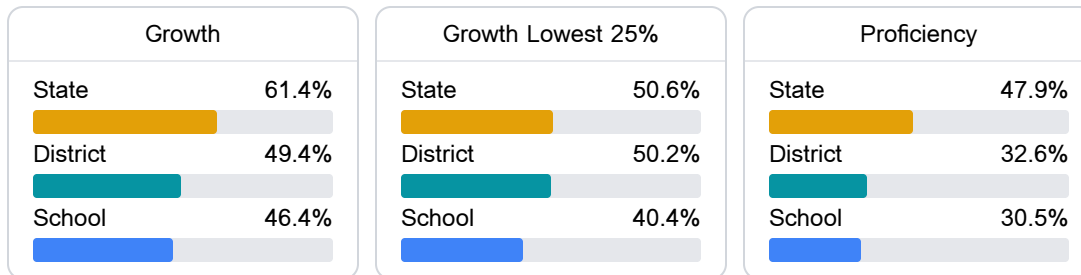 Growth
State 61.4%
District 49.4%
School 46.4%
Growth Lowest 25%
State 50.6%
District 50.2%
School 40.4%
Proficiency
State 47.9%
District 32.6%
School 30.5%